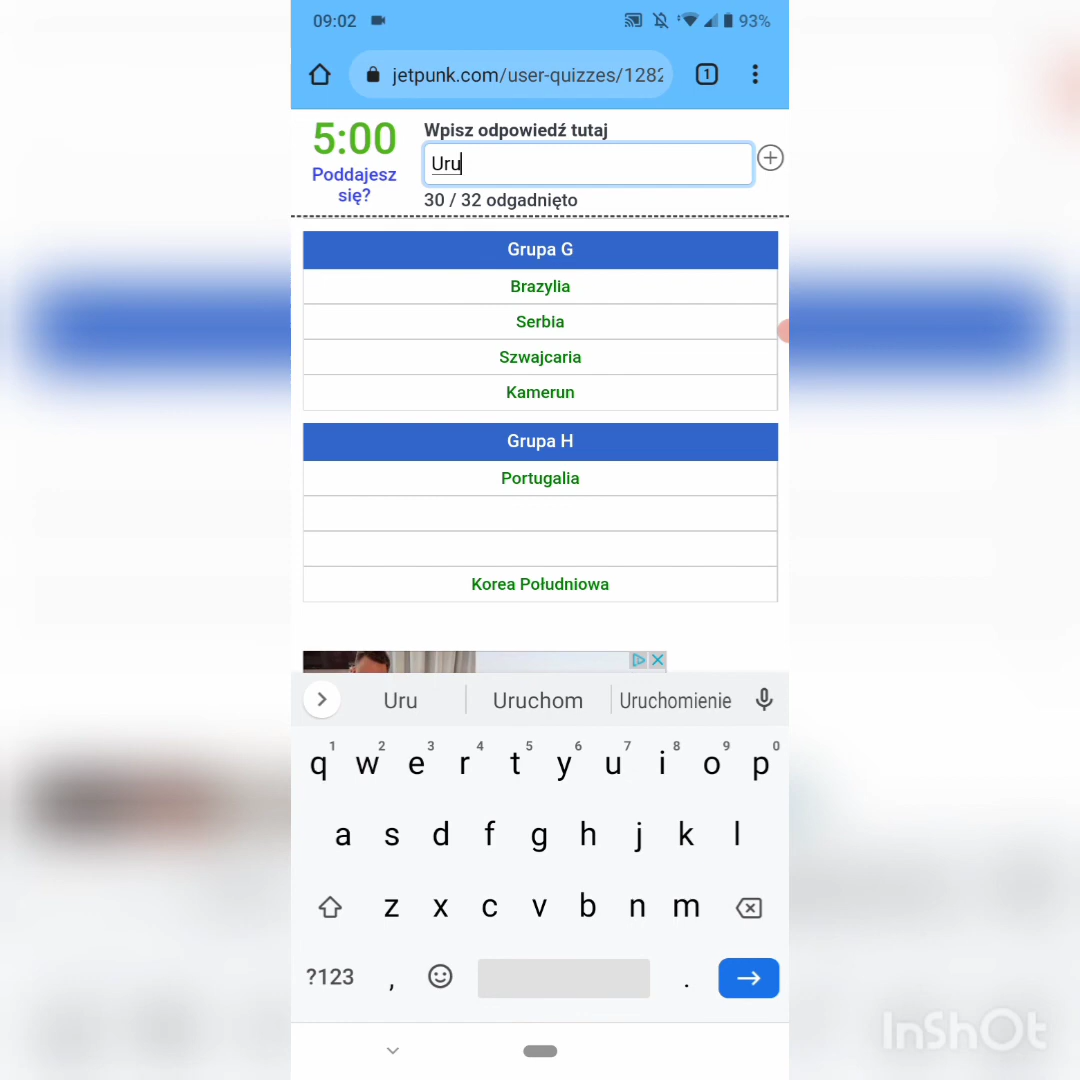 09:02 93%
jetpunk.com/user-quizzes/1282
1
5:00
Poddajesz
się?
Wpisz odpowiedź tutaj
Uru
30 / 32 odgadnięto
Grupa G
Brazylia
Serbia
Szwajcaria
Kamerun
Grupa H
Portugalia
Korea Południowa
Uru Uruchom Uruchomienie
1 2 3 4 5 6 7 8 9 0
q w e r t y u i o p
a s d f g h j k l
z x c v b n m
?123 , .
InShOt